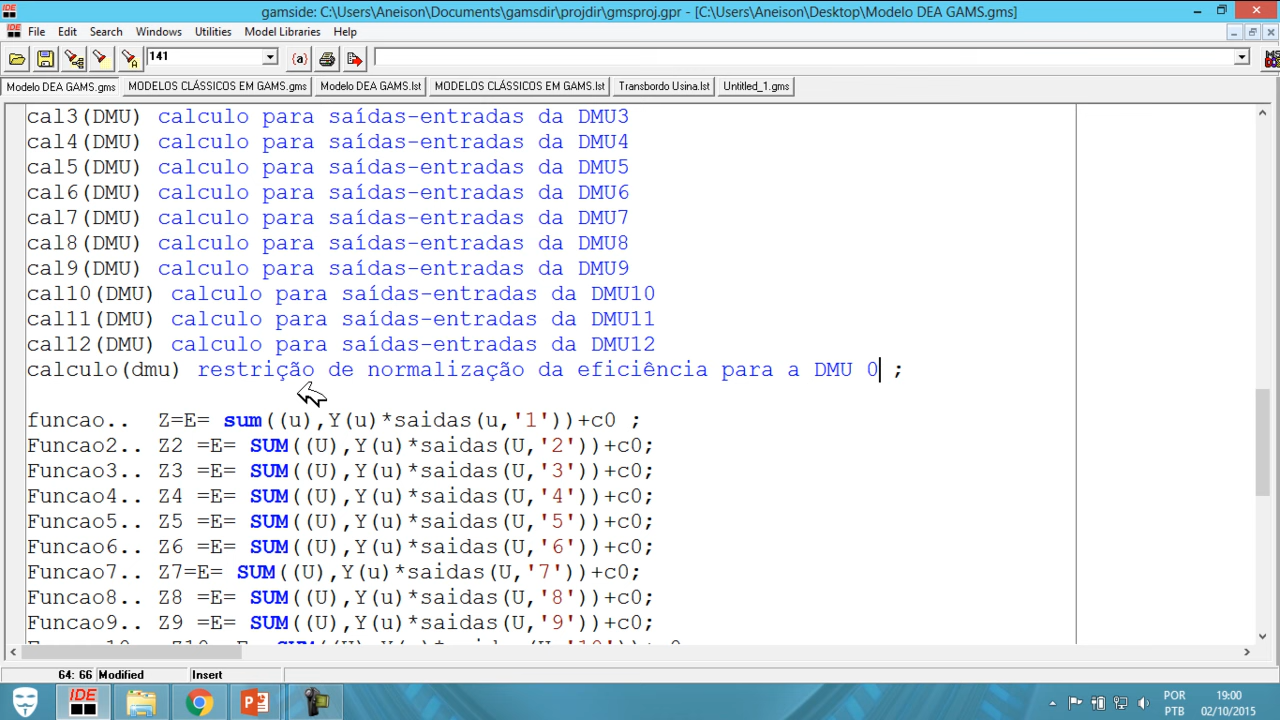 IDE gamside: C:\Users\Aneison\Documents\gamsdir\projdir\gmsproj.gpr - [C:\Users\Aneison\Desktop\Modelo DEA GAMS.gms]
IDE File Edit Search Windows Utilities Model Libraries Help
141 {a}
Modelo DEA GAMS.gms MODELOS CLÁSSICOS EM GAMS.gms Modelo DEA GAMS.lst MODELOS CLÁSSICOS EM GAMS.lst Transbordo Usina.lst Untitled_1.gms
cal3(DMU) calculo para saídas-entradas da DMU3
cal4(DMU) calculo para saídas-entradas da DMU4
cal5(DMU) calculo para saídas-entradas da DMU5
cal6(DMU) calculo para saídas-entradas da DMU6
cal7(DMU) calculo para saídas-entradas da DMU7
cal8(DMU) calculo para saídas-entradas da DMU8
cal9(DMU) calculo para saídas-entradas da DMU9
cal10(DMU) calculo para saídas-entradas da DMU10
cal11(DMU) calculo para saídas-entradas da DMU11
cal12(DMU) calculo para saídas-entradas da DMU12
calculo(dmu) restrição de normalização da eficiência para a DMU 0 ;
funcao.. Z=E= sum((u),Y(u)*saidas(u,'1'))+c0 ;
Funcao2.. Z2 =E= SUM((U),Y(u)*saidas(U,'2'))+c0;
Funcao3.. Z3 =E= SUM((U),Y(u)*saidas(U,'3'))+c0;
Funcao4.. Z4 =E= SUM((U),Y(u)*saidas(U,'4'))+c0;
Funcao5.. Z5 =E= SUM((U),Y(u)*saidas(U,'5'))+c0;
Funcao6.. Z6 =E= SUM((U),Y(u)*saidas(U,'6'))+c0;
Funcao7.. Z7=E= SUM((U),Y(u)*saidas(U,'7'))+c0;
Funcao8.. Z8 =E= SUM((U),Y(u)*saidas(U,'8'))+c0;
Funcao9.. Z9 =E= SUM((U),Y(u)*saidas(U,'9'))+c0;
64: 66 Modified Insert
IDE POR 19:00
PTB 02/10/2015